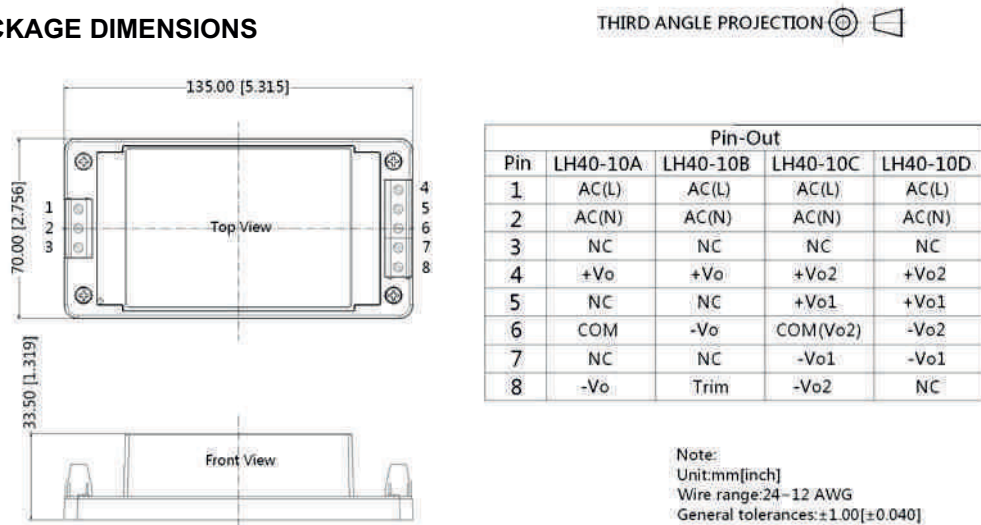 CKAGE DIMENSIONS
THIRD ANGLE PROJECTION
135.00 [5.315]
70.00 [2.756]
1
2
3
Top View
4
5
6
7
8
33.50 [1.319]
Front View
Pin-Out
Pin LH40-10A LH40-10B LH40-10C LH40-10D
1 AC(L) AC(L) AC(L) AC(L)
2 AC(N) AC(N) AC(N) AC(N)
3 NC NC NC NC
4 +Vo +Vo +Vo2 +Vo2
5 NC NC +Vo1 +Vo1
6 COM -Vo COM(Vo2) -Vo2
7 NC NC -Vo1 -Vo1
8 -Vo Trim -Vo2 NC
Note:
Unit:mm[inch]
Wire range:24~12 AWG
General tolerances:±1.00[±0.040]